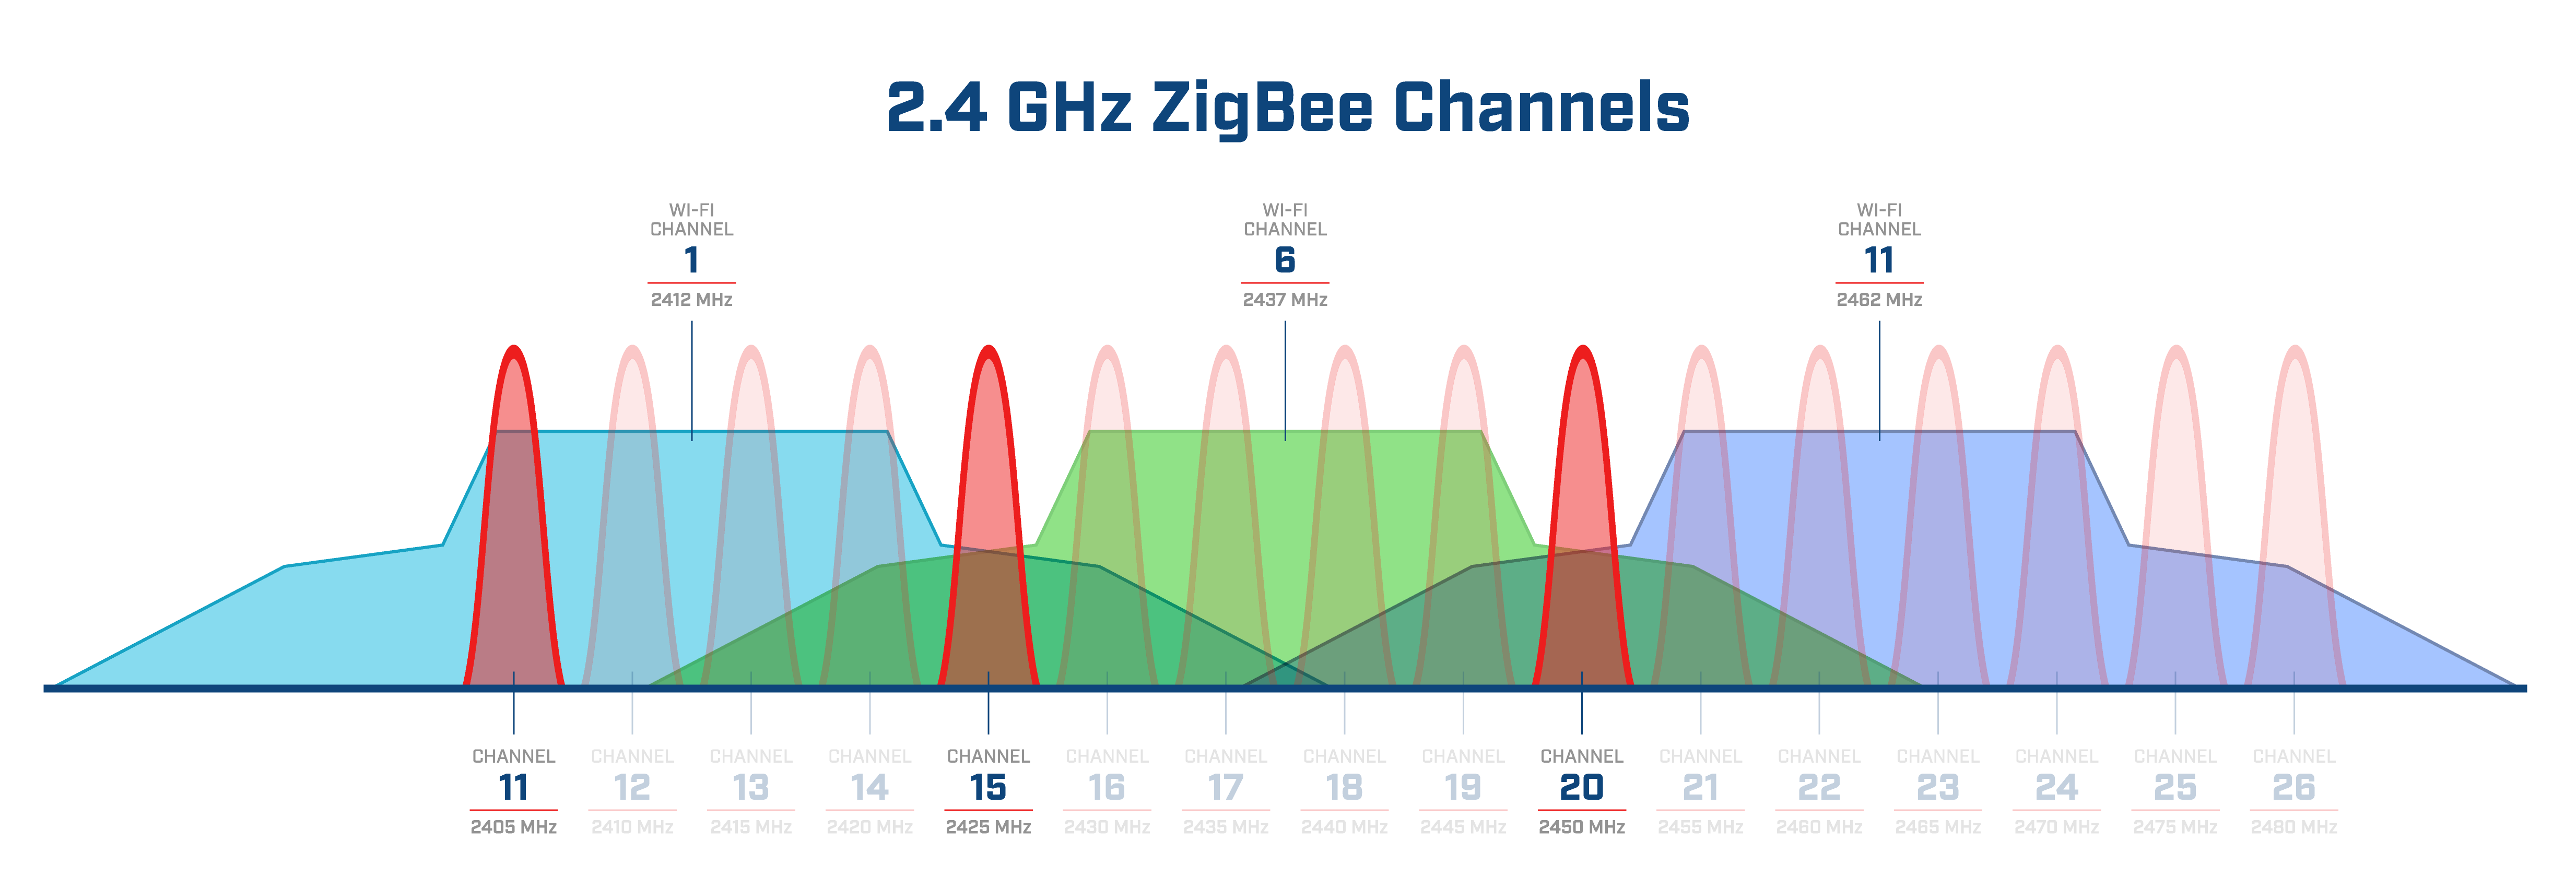 2.4 GHz ZigBee Channels
WI-FI
CHANNEL
1
2412 MHz
WI-FI
CHANNEL
6
2437 MHz
WI-FI
CHANNEL
11
2462 MHz
CHANNEL
11
2405 MHz
CHANNEL
12
2410 MHz
CHANNEL
13
2415 MHz
CHANNEL
14
2420 MHz
CHANNEL
15
2425 MHz
CHANNEL
16
2430 MHz
CHANNEL
17
2435 MHz
CHANNEL
18
2440 MHz
CHANNEL
19
2445 MHz
CHANNEL
20
2450 MHz
CHANNEL
21
2455 MHz
CHANNEL
22
2460 MHz
CHANNEL
23
2465 MHz
CHANNEL
24
2470 MHz
CHANNEL
25
2475 MHz
CHANNEL
26
2480 MHz